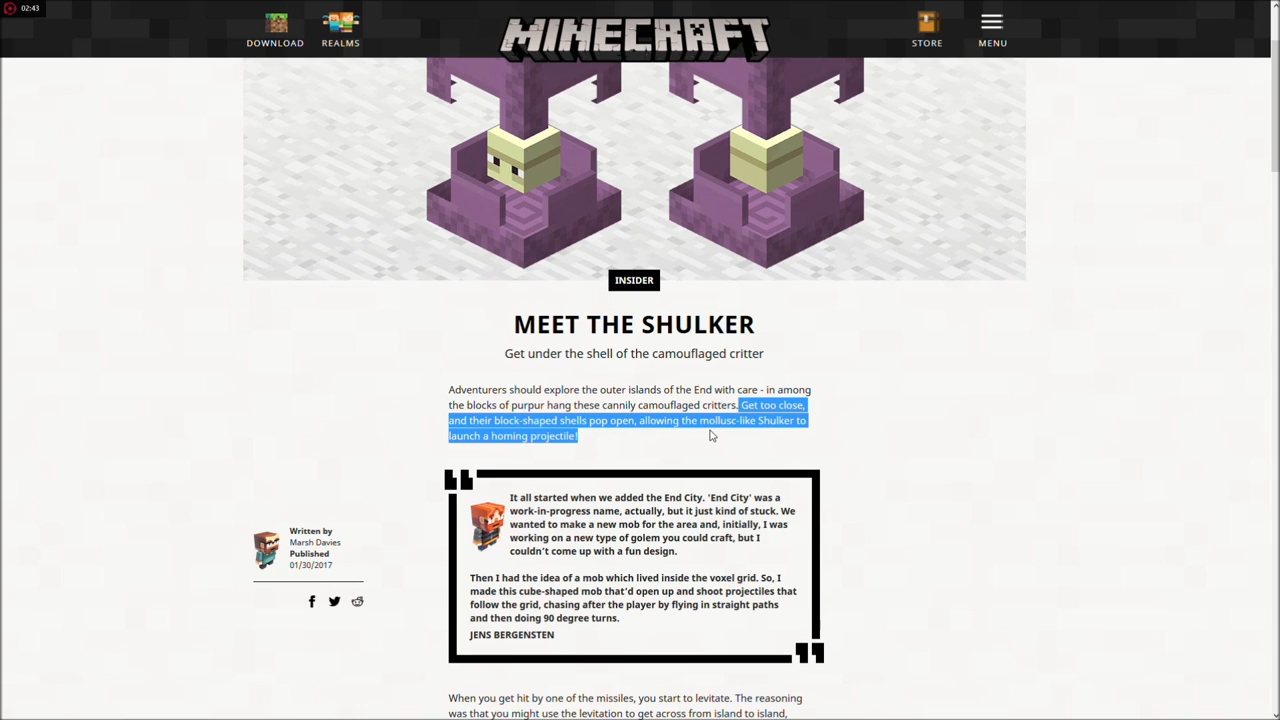 02:43
DOWNLOAD
REALMS
MINECRAFT
STORE
MENU
INSIDER
MEET THE SHULKER
Get under the shell of the camouflaged critter
Adventurers should explore the outer islands of the End with care - in among
the blocks of purpur hang these cannily camouflaged critters. Get too close,
and their block-shaped shells pop open, allowing the mollusc-like Shulker to
launch a homing projectile!
It all started when we added the End City. 'End City' was a
work-in-progress name, actually, but it just kind of stuck. We
wanted to make a new mob for the area and, initially, I was
working on a new type of golem you could craft, but I
couldn't come up with a fun design.
Then I had the idea of a mob which lived inside the voxel grid. So, I
made this cube-shaped mob that'd open up and shoot projectiles that
follow the grid, chasing after the player by flying in straight paths
and then doing 90 degree turns.
JENS BERGENSTEN
Written by
Marsh Davies
Published
01/30/2017
When you get hit by one of the missiles, you start to levitate. The reasoning
was that you might use the levitation to get across from island to island,